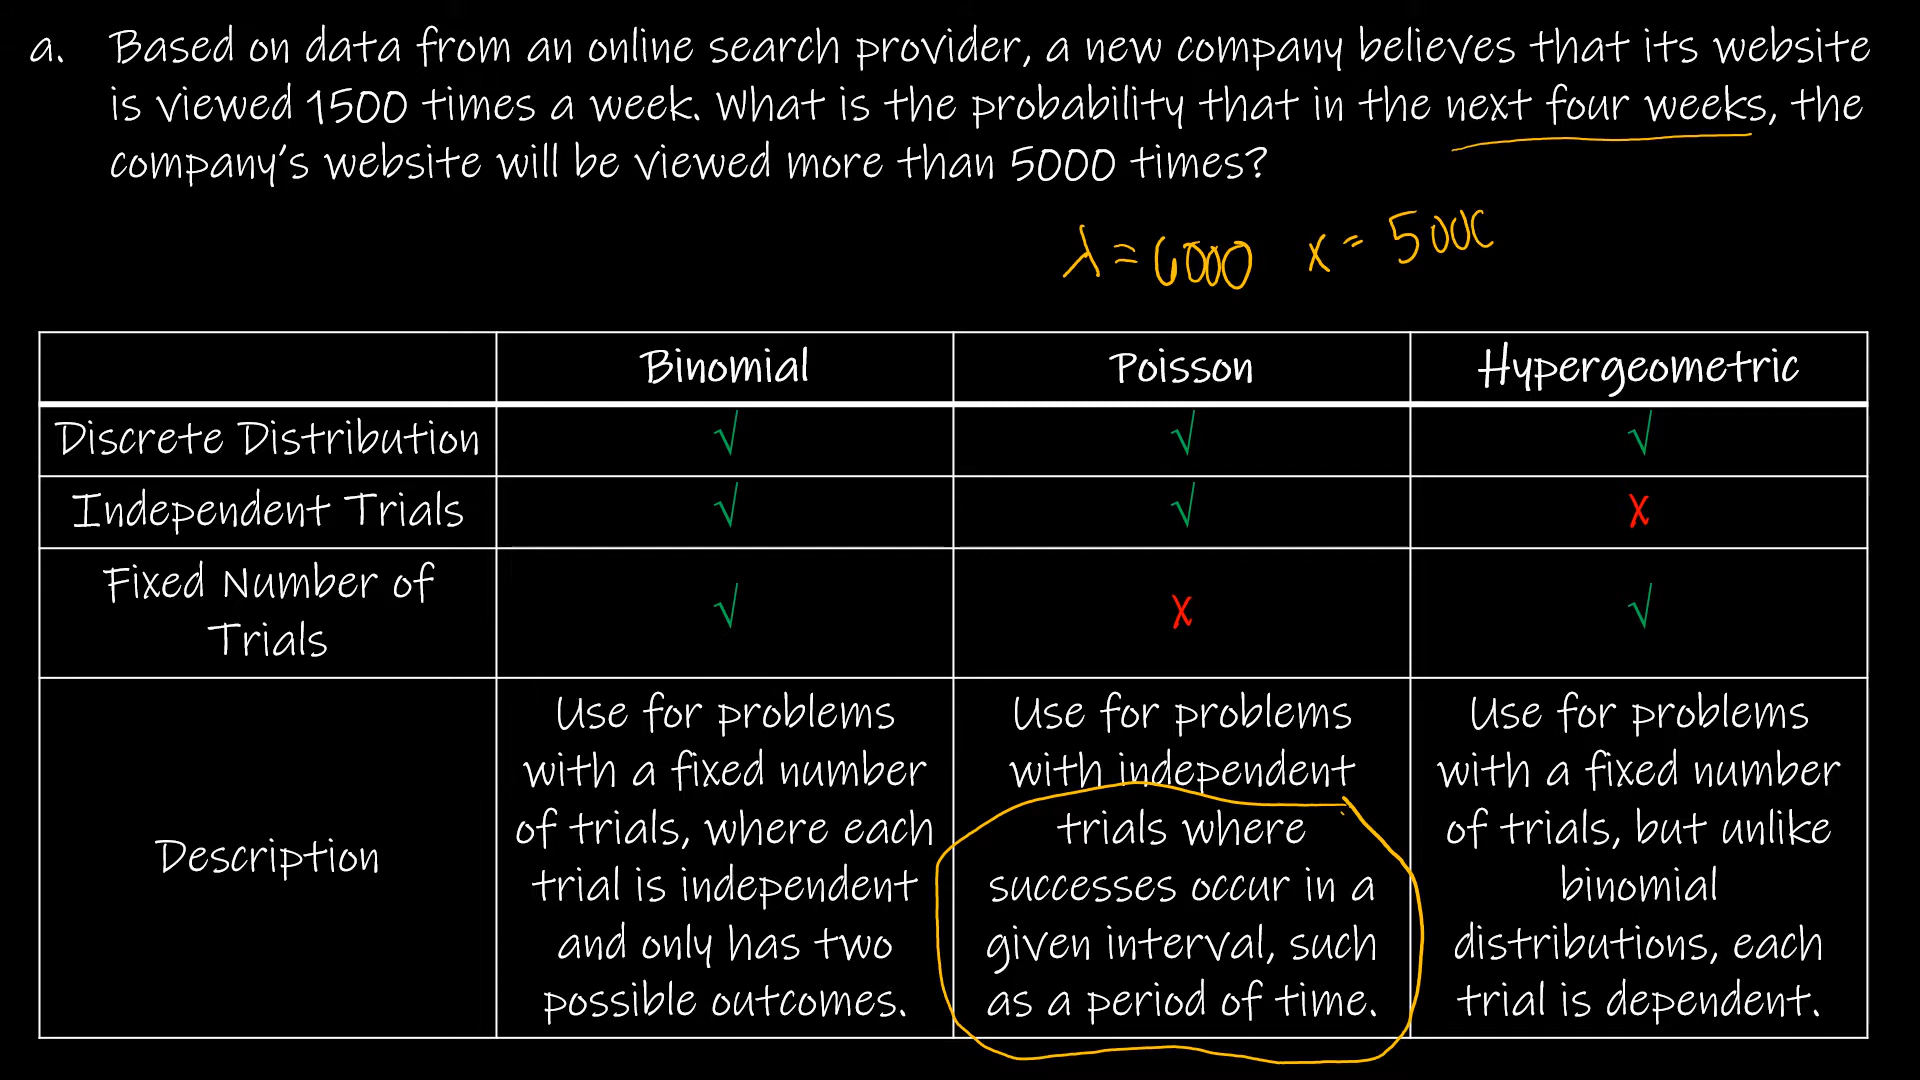 a. Based on data from an online search provider, a new company believes that its website
is viewed 1500 times a week. What is the probability that in the next four weeks, the
company's website will be viewed more than 5000 times?
λ = 6000 x = 5000
Binomial Poisson Hypergeometric
Discrete Distribution √ √ √
Independent Trials √ √ X
Fixed Number of
Trials √ X √
Description
Use for problems
with a fixed number
of trials, where each
trial is independent
and only has two
possible outcomes.
Use for problems
with independent
trials where
successes occur in a
given interval, such
as a period of time.
Use for problems
with a fixed number
of trials, but unlike
binomial
distributions, each
trial is dependent.